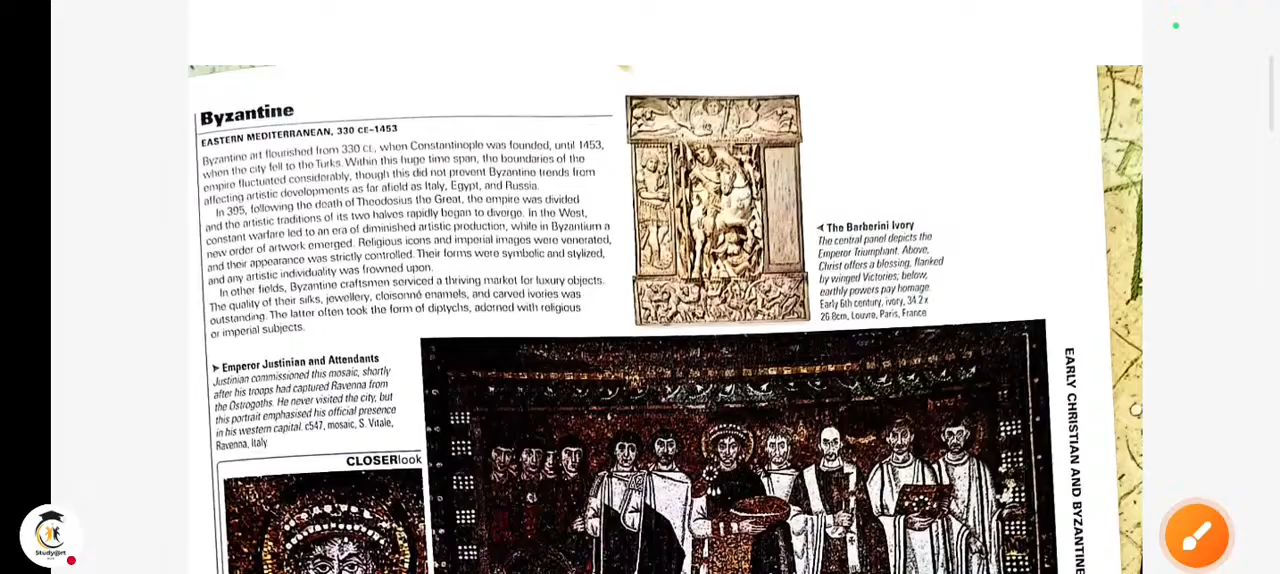 Byzantine
EASTERN MEDITERRANEAN, 330 CE–1453
Byzantine art flourished from 330 CE, when Constantinople was founded, until 1453,
when the city fell to the Turks. Within this huge time span, the boundaries of the
empire fluctuated considerably, though this did not prevent Byzantine trends from
affecting artistic developments as far afield as Italy, Egypt, and Russia.
In 395, following the death of Theodosius the Great, the empire was divided
and the artistic traditions of its two halves rapidly began to diverge. In the West,
constant warfare led to an era of diminished artistic production, while in Byzantium a
new order of artwork emerged. Religious icons and imperial images were venerated,
and their appearance was strictly controlled. Their forms were symbolic and stylized,
and any artistic individuality was frowned upon.
In other fields, Byzantine craftsmen serviced a thriving market for luxury objects.
The quality of their silks, jewellery, cloisonné enamels, and carved ivories was
outstanding. The latter often took the form of diptychs, adorned with religious
or imperial subjects.
The Barberini Ivory
The central panel depicts the
Emperor Triumphant. Above,
Christ offers a blessing, flanked
by winged Victories; below,
earthly powers pay homage.
Early 6th century, ivory, 34.2 x
26.8cm, Louvre, Paris, France
Emperor Justinian and Attendants
Justinian commissioned this mosaic, shortly
after his troops had captured Ravenna from
the Ostrogoths. He never visited the city, but
this portrait emphasised his official presence
in his western capital. c547, mosaic, S. Vitale,
Ravenna, Italy
CLOSERlook
EARLY CHRISTIAN AND BYZANTINE
Study@rt